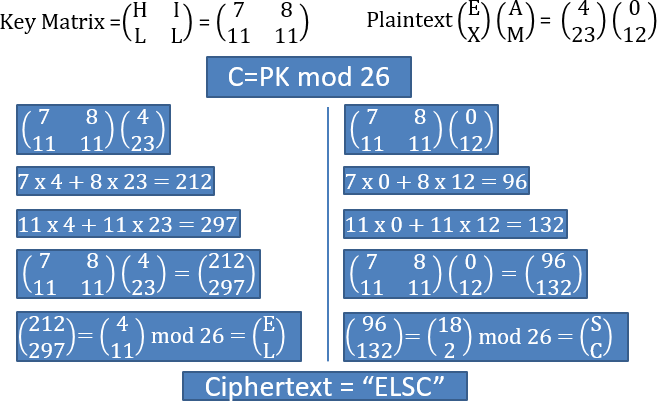 Key Matrix =(H I L L) = (7 8 11 11)
Plaintext (E X)(A M) = (4 23)(0 12)
C=PK mod 26
(7 8 11 11)(4 23)
7 x 4 + 8 x 23 = 212
11 x 4 + 11 x 23 = 297
(7 8 11 11)(4 23) = (212 297)
(212 297)= (4 11) mod 26 = (E L)
(7 8 11 11)(0 12)
7 x 0 + 8 x 12 = 96
11 x 0 + 11 x 12 = 132
(7 8 11 11)(0 12) = (96 132)
(96 132)= (18 2) mod 26 = (S C)
Ciphertext = “ELSC”